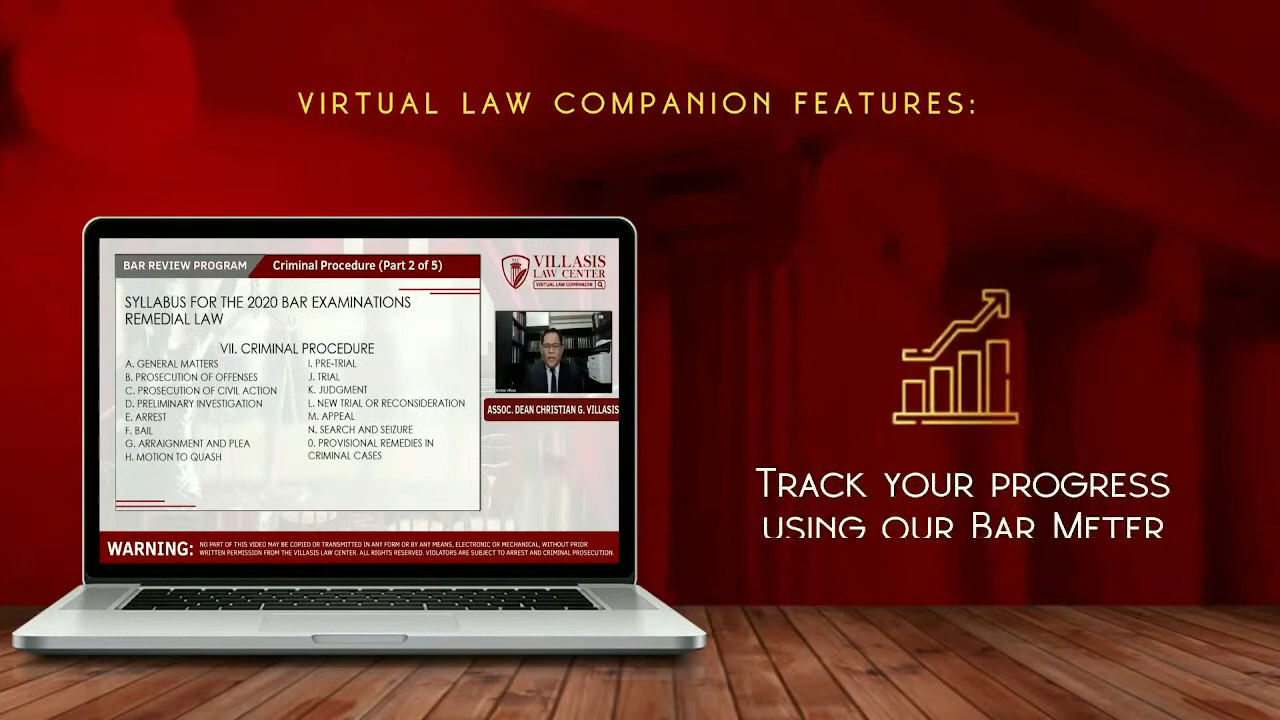 VIRTUAL LAW COMPANION FEATURES:
BAR REVIEW PROGRAM
Criminal Procedure (Part 2 of 5)
SYLLABUS FOR THE 2020 BAR EXAMINATIONS
REMEDIAL LAW
VII. CRIMINAL PROCEDURE
A. GENERAL MATTERS
B. PROSECUTION OF OFFENSES
C. PROSECUTION OF CIVIL ACTION
D. PRELIMINARY INVESTIGATION
E. ARREST
F. BAIL
G. ARRAIGNMENT AND PLEA
H. MOTION TO QUASH
I. PRE-TRIAL
J. TRIAL
K. JUDGMENT
L. NEW TRIAL OR RECONSIDERATION
M. APPEAL
N. SEARCH AND SEIZURE
0. PROVISIONAL REMEDIES IN
CRIMINAL CASES
VILLASIS
LAW CENTER
VIRTUAL LAW COMPANION
ASSOC. DEAN CHRISTIAN G. VILLASIS
WARNING:
NO PART OF THIS VIDEO MAY BE COPIED OR TRANSMITTED IN ANY FORM OR BY ANY MEANS, ELECTRONIC OR MECHANICAL, WITHOUT PRIOR
WRITTEN PERMISSION FROM THE VILLASIS LAW CENTER. ALL RIGHTS RESERVED. VIOLATORS ARE SUBJECT TO ARREST AND CRIMINAL PROSECUTION.
TRACK YOUR PROGRESS
USING OUR BAR METER